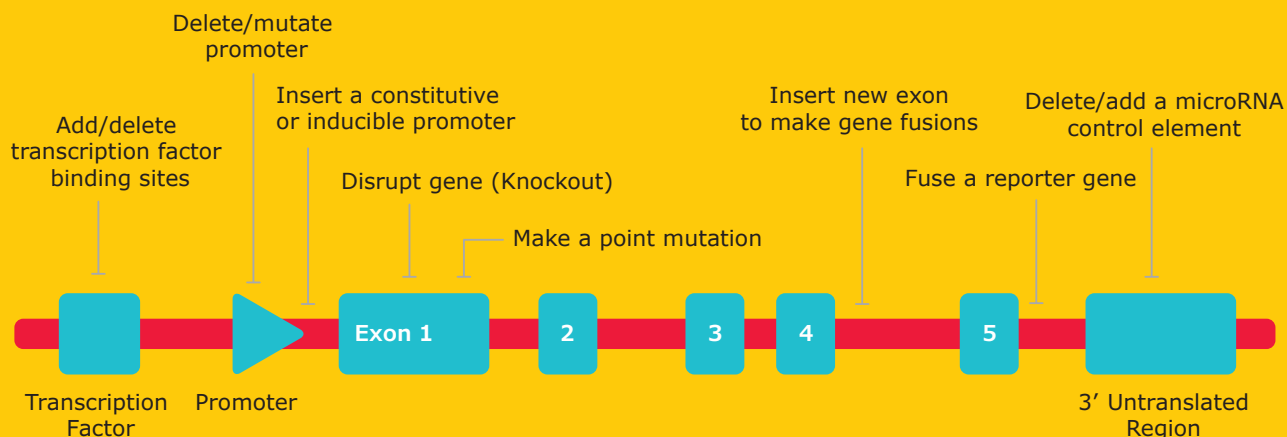 Delete/mutate
promoter
Insert a constitutive
or inducible promoter
Add/delete
transcription factor
binding sites
Disrupt gene (Knockout)
Make a point mutation
Insert new exon
to make gene fusions
Delete/add a microRNA
control element
Fuse a reporter gene
Exon 1
2
3
4
5
Transcription
Factor
Promoter
3′ Untranslated
Region